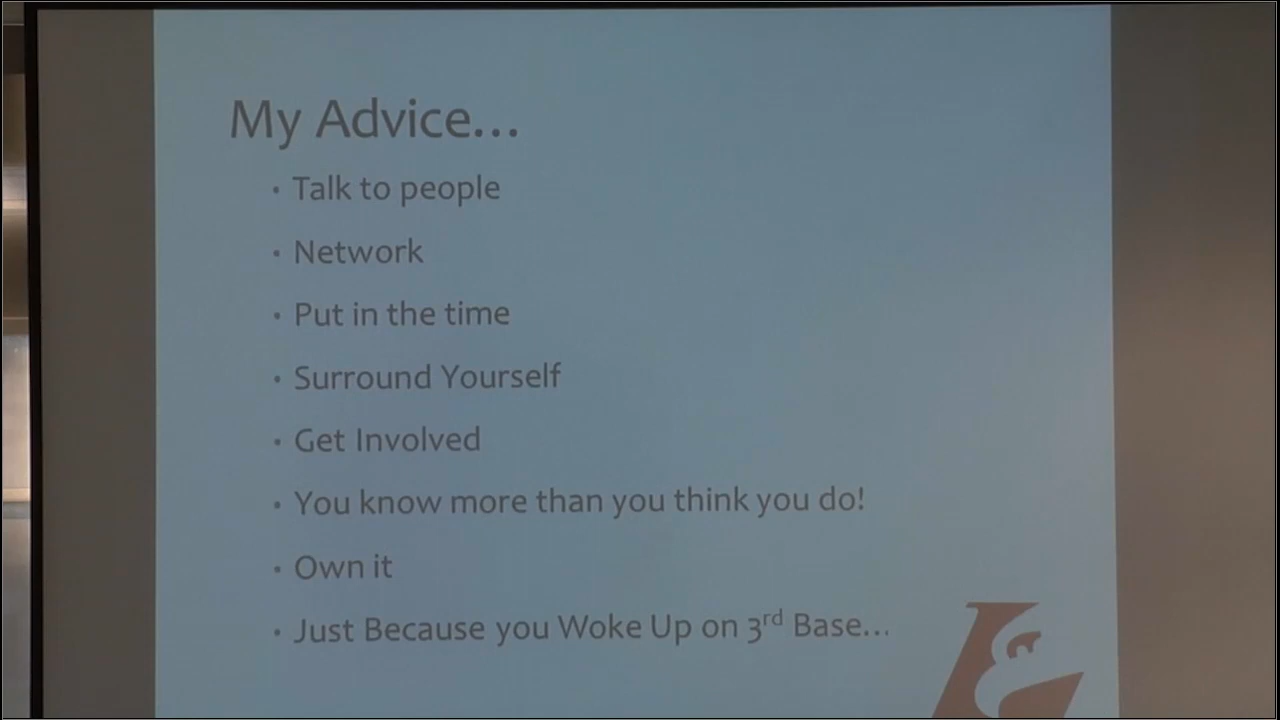 My Advice...
• Talk to people
• Network
• Put in the time
• Surround Yourself
• Get Involved
• You know more than you think you do!
• Own it
• Just Because you Woke Up on 3rd Base...